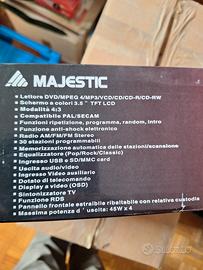 MAJESTIC
• Lettore DVD/MPEG 4/MP3/VCD/CD/CD-R/CD-RW
• Schermo a colori 3.5" TFT LCD
• Modalità 4:3
• Compatibile PAL/SECAM
• Funzioni ripetizione, programma, random, intro
• Funzione anti-shock elettronico
• Radio AM/FM/FM Stereo
• 30 stazioni programmabili
• Memorizzazione automatica delle stazioni/scansione
• Equalizzatore (Pop/Rock/Classic)
• Ingresso USB e SD/MMC card
• Uscita audio/video
• Ingresso Video ausiliario
• Dotato di telecomando
• Display a video (OSD)
• Sintonizzatore TV
• Funzione RDS
• Pannello frontale estraibile ribaltabile con relativa custodia
• Massima potenza d'uscita: 45W x 4
subito